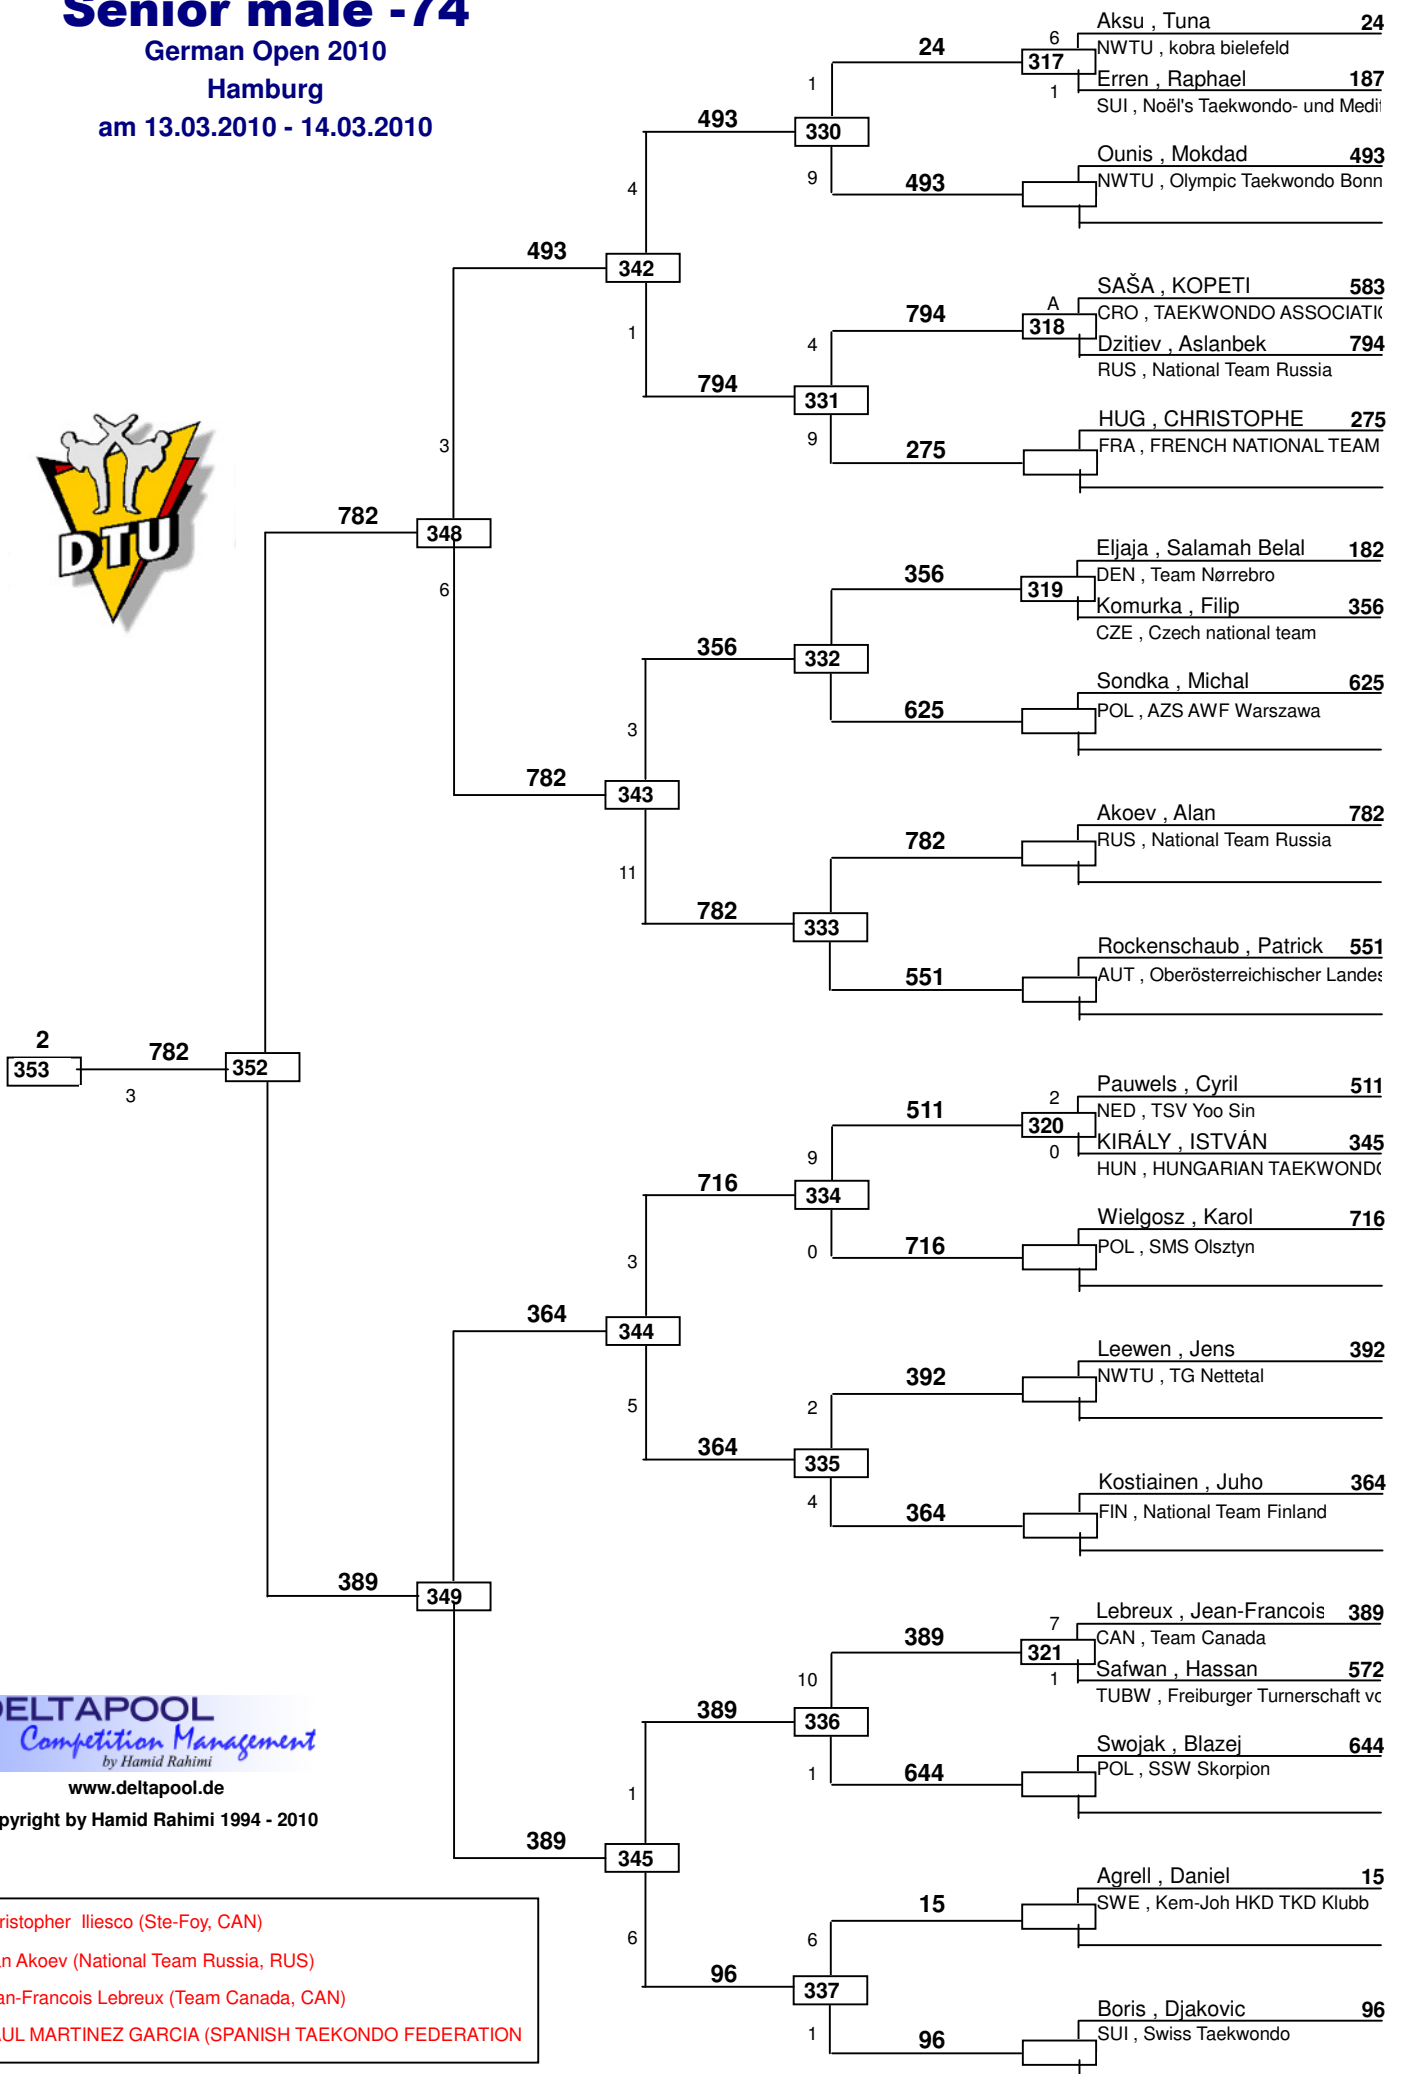 Senior male -74
German Open 2010
Hamburg
am 13.03.2010 - 14.03.2010
DTU
Aksu , Tuna 24
NWTU , kobra bielefeld
6
317
24
1
Erren , Raphael 187
SUI , Noël's Taekwondo- und Medit
1
330
493
9
493
Ounis , Mokdad 493
NWTU , Olympic Taekwondo Bonn
4
493
342
1
SAŠA , KOPETI 583
CRO , TAEKWONDO ASSOCIATIO
A
318
794
4
Dzitiev , Aslanbek 794
RUS , National Team Russia
794
331
9
275
HUG , CHRISTOPHE 275
FRA , FRENCH NATIONAL TEAM
3
782
348
6
Eljaja , Salamah Belal 182
DEN , Team Nørrebro
356
319
Komurka , Filip 356
CZE , Czech national team
356
332
625
Sondka , Michal 625
POL , AZS AWF Warszawa
3
782
343
11
Akoev , Alan 782
RUS , National Team Russia
782
782
333
551
Rockenschaub , Patrick 551
AUT , Oberösterreichischer Landes
2
353
782
3
352
Pauwels , Cyril 511
NED , TSV Yoo Sin
2
320
511
0
KIRÁLY , ISTVÁN 345
HUN , HUNGARIAN TAEKWONDO
9
716
334
0
716
Wielgosz , Karol 716
POL , SMS Olsztyn
3
364
344
5
Leewen , Jens 392
NWTU , TG Nettetal
392
2
364
335
4
364
Kostiainen , Juho 364
FIN , National Team Finland
389
349
Lebreux , Jean-Francois 389
CAN , Team Canada
7
321
389
1
Safwan , Hassan 572
TUBW , Freiburger Turnerschaft vo
10
389
336
1
644
Swojak , Blazej 644
POL , SSW Skorpion
1
389
345
6
Agrell , Daniel 15
SWE , Kem-Joh HKD TKD Klubb
15
6
96
337
1
96
Boris , Djakovic 96
SUI , Swiss Taekwondo
DELTAPOOL
Competition Management
by Hamid Rahimi
www.deltapool.de
pyright by Hamid Rahimi 1994 - 2010
ristopher Iliesco (Ste-Foy, CAN)
an Akoev (National Team Russia, RUS)
an-Francois Lebreux (Team Canada, CAN)
AUL MARTINEZ GARCIA (SPANISH TAEKONDO FEDERATION